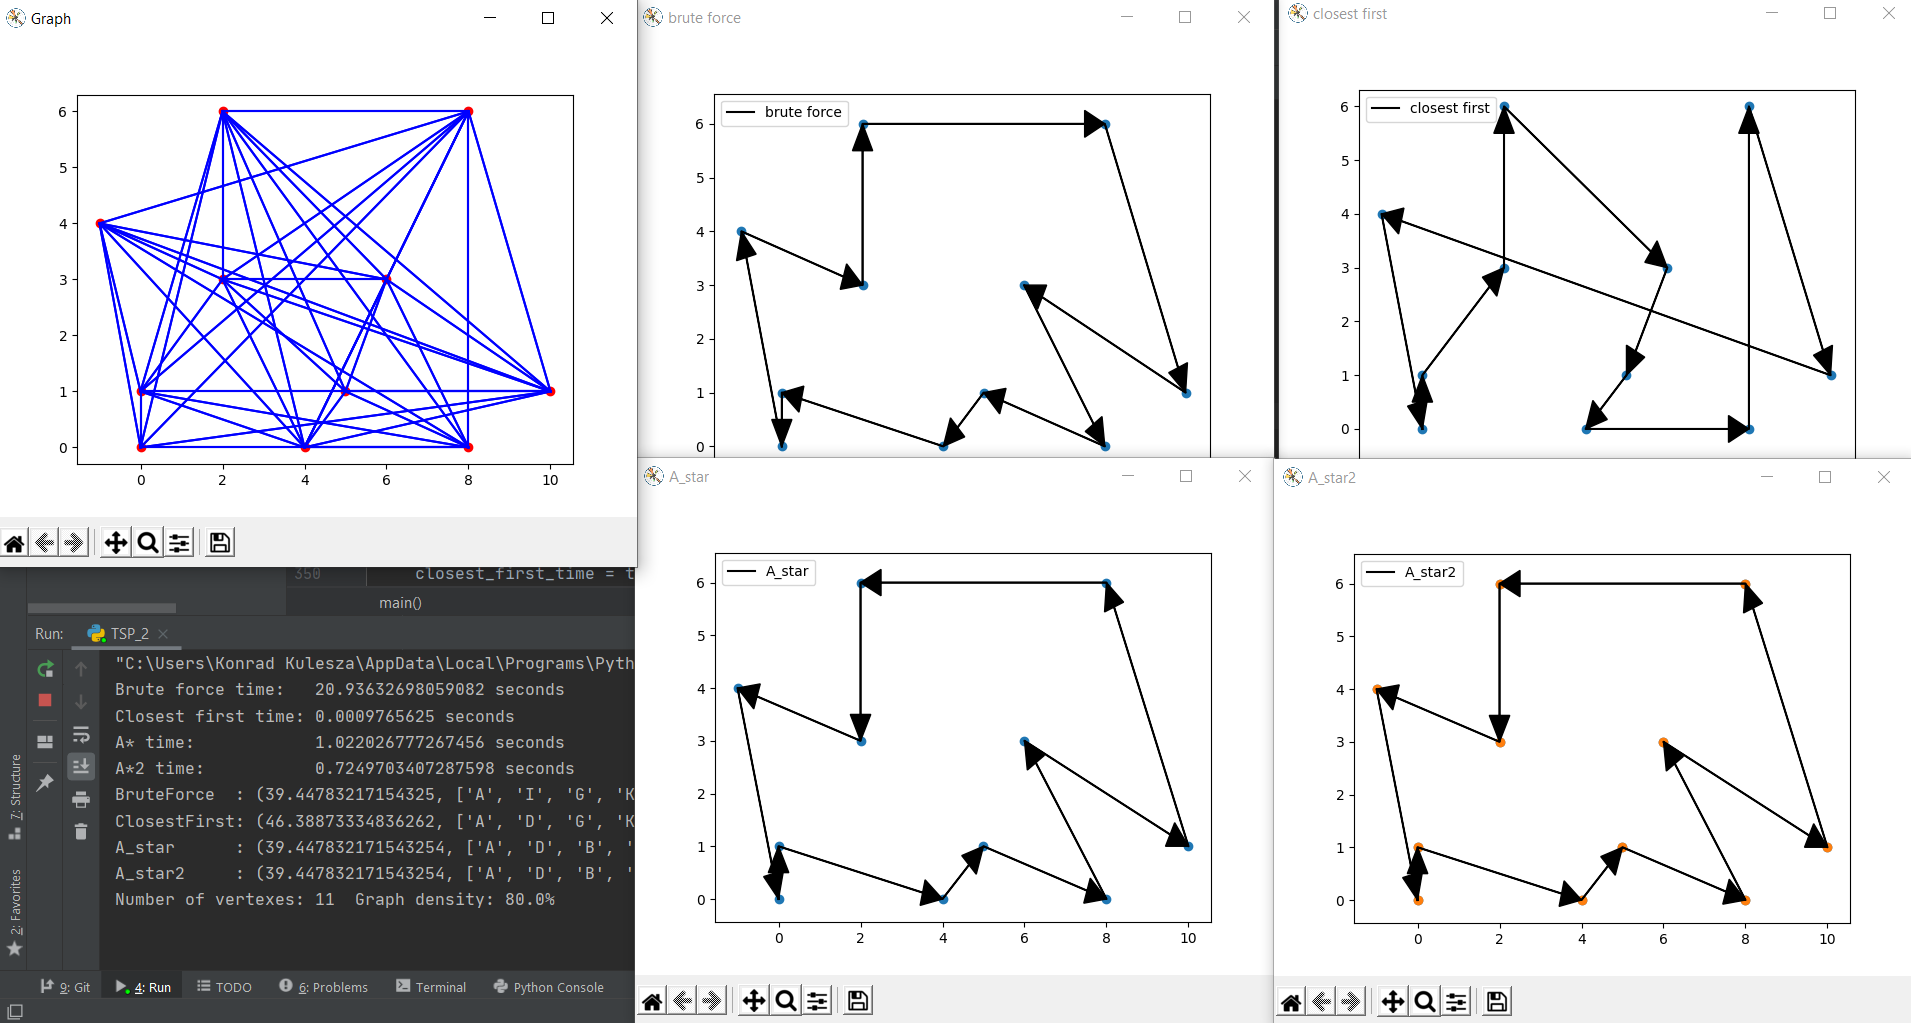 Graph
6
5
4
3
2
1
0
0 2 4 6 8 10
brute force
brute force
6
5
4
3
2
1
0
closest first
closest first
6
5
4
3
2
1
0
350 closest_first_time = t
main()
Run: TSP_2
"C:\Users\Konrad Kulesza\AppData\Local\Programs\Pyth
Brute force time: 20.93632698059082 seconds
Closest first time: 0.0009765625 seconds
A* time: 1.022026777267456 seconds
A*2 time: 0.7249703407287598 seconds
BruteForce : (39.44783217154325, ['A', 'I', 'G', 'K
ClosestFirst: (46.38873334836262, ['A', 'D', 'G', 'K
A_star : (39.447832171543254, ['A', 'D', 'B', '
A_star2 : (39.447832171543254, ['A', 'D', 'B', '
Number of vertexes: 11 Graph density: 80.0%
7: Structure
2: Favorites
9: Git 4: Run TODO 6: Problems Terminal Python Console
A_star
A_star
6
5
4
3
2
1
0
0 2 4 6 8 10
A_star2
A_star2
6
5
4
3
2
1
0
0 2 4 6 8 10